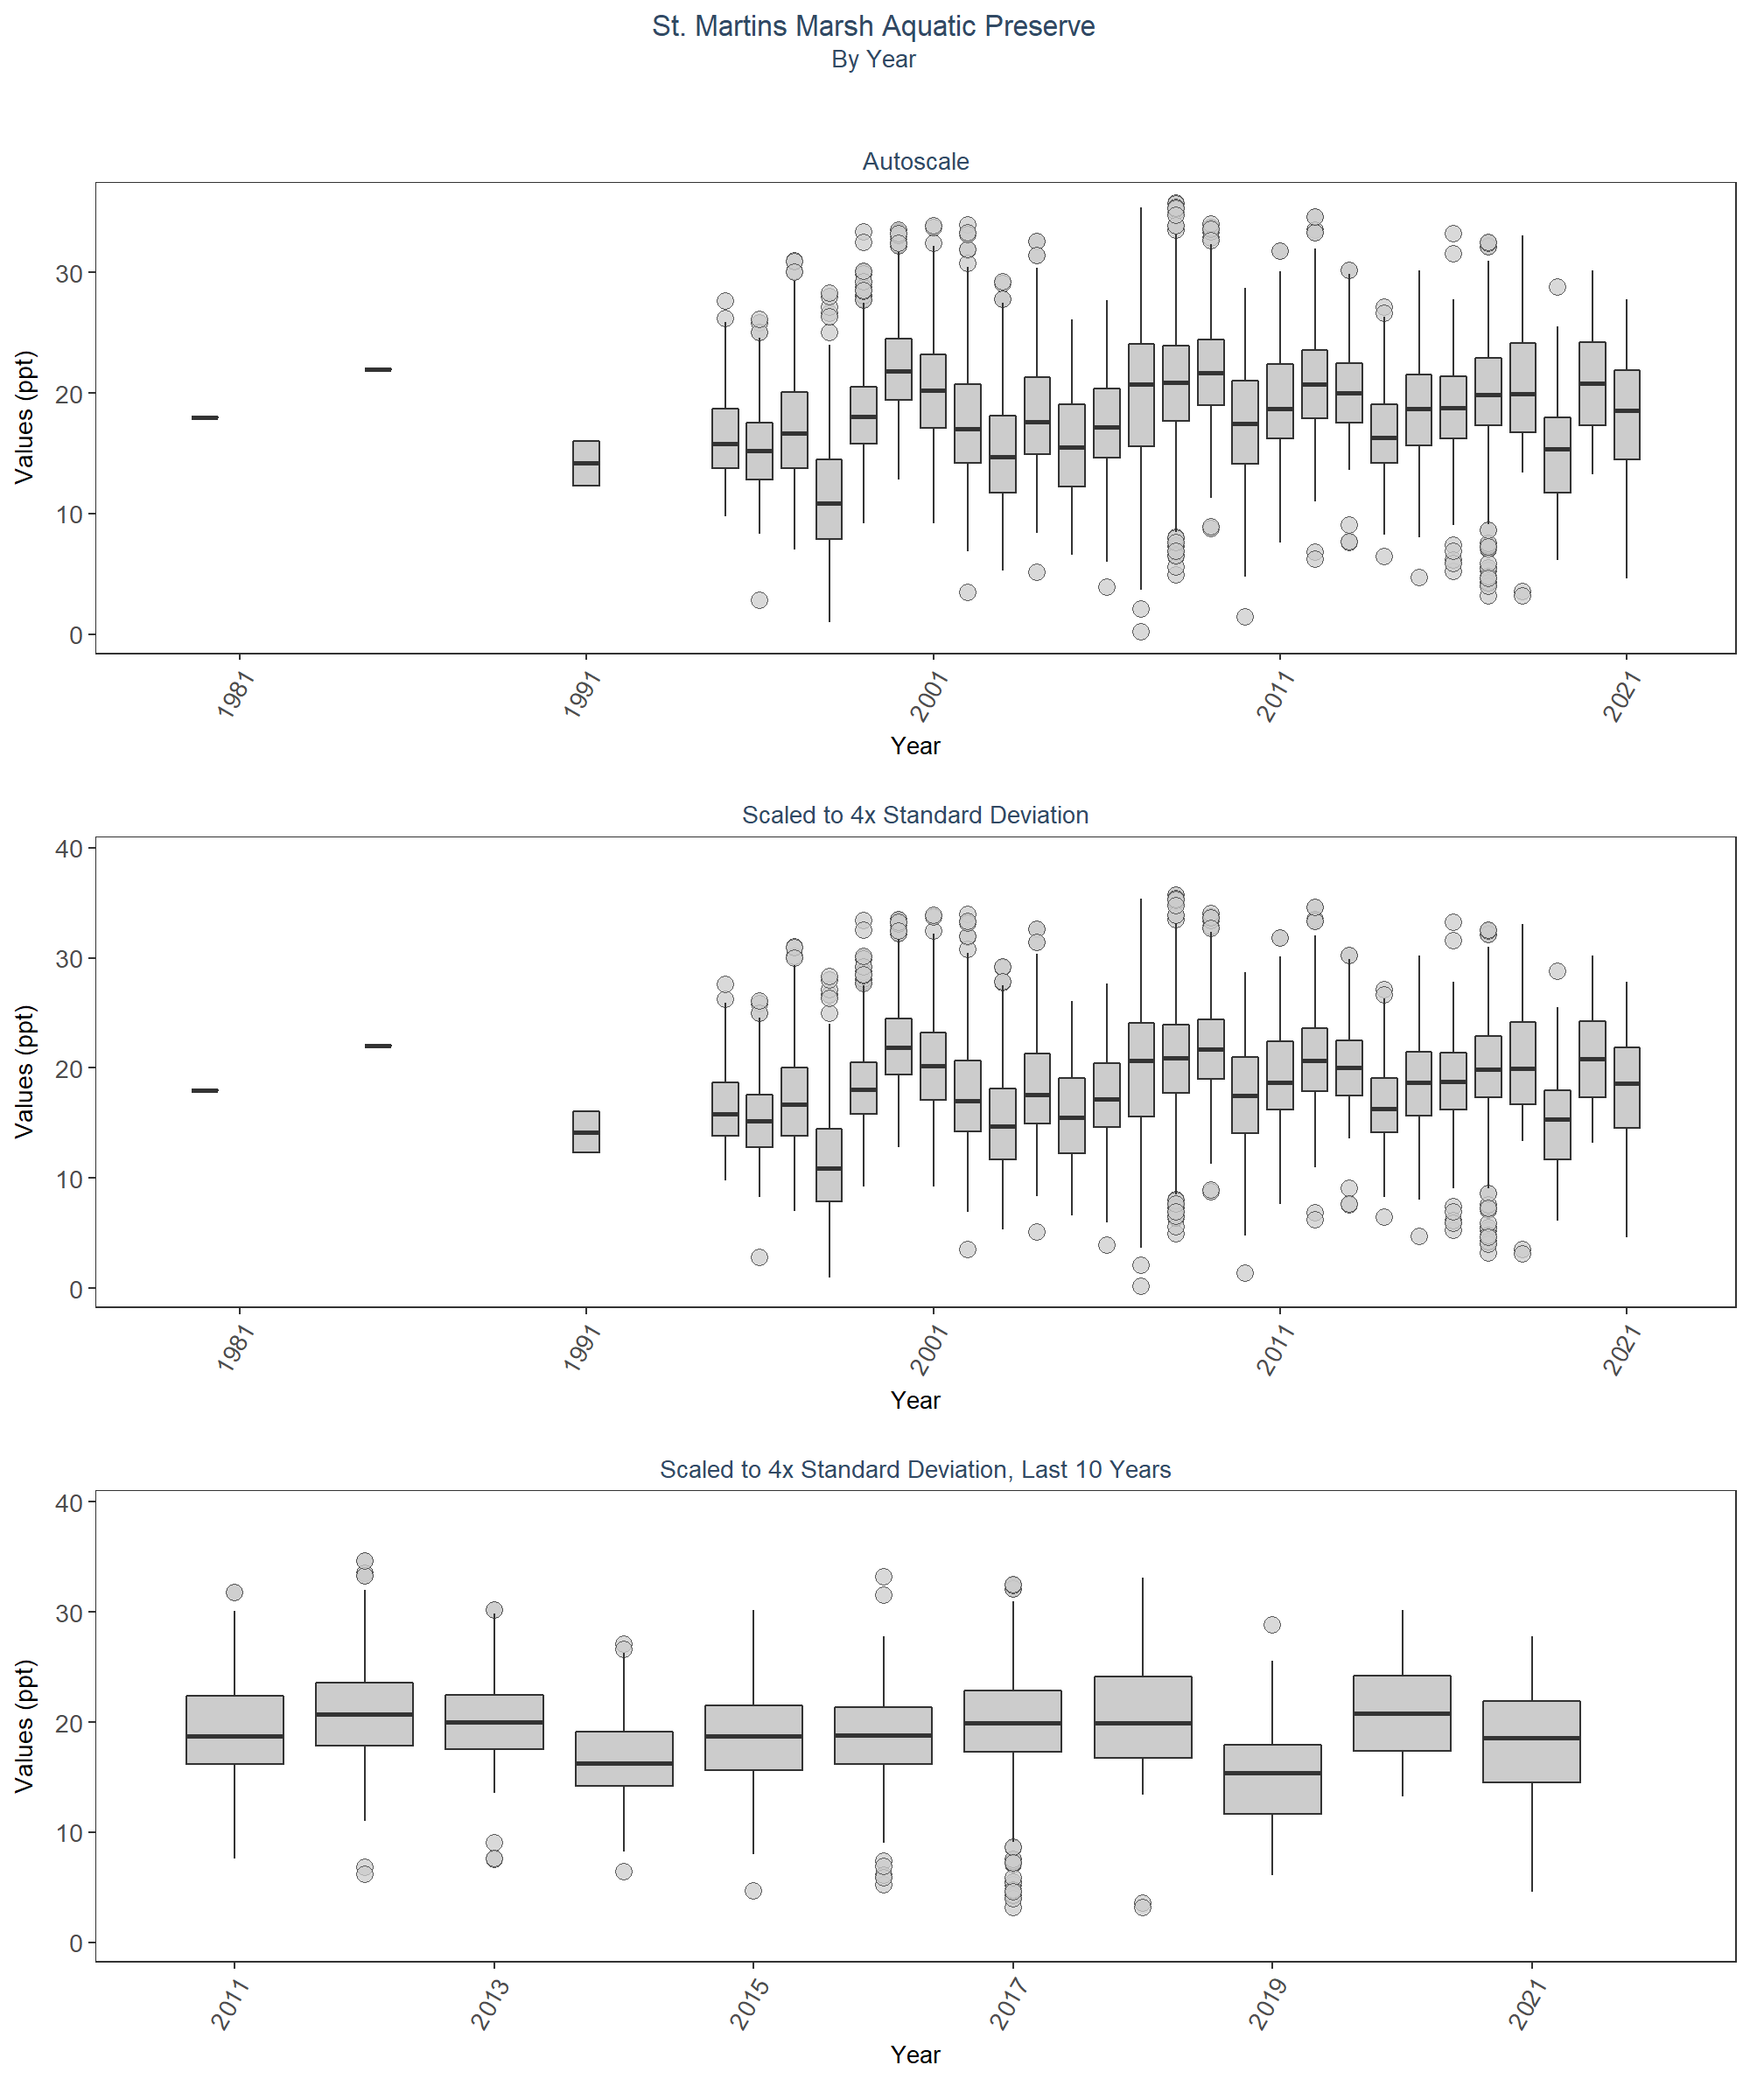 St. Martins Marsh Aquatic Preserve
By Year
Autoscale
Values (ppt)
30
20
10
0
1981
1991
2001
2011
2021
Year
Scaled to 4x Standard Deviation
Values (ppt)
40
30
20
10
0
1981
1991
2001
2011
2021
Year
Scaled to 4x Standard Deviation, Last 10 Years
Values (ppt)
40
30
20
10
0
2011
2013
2015
2017
2019
2021
Year